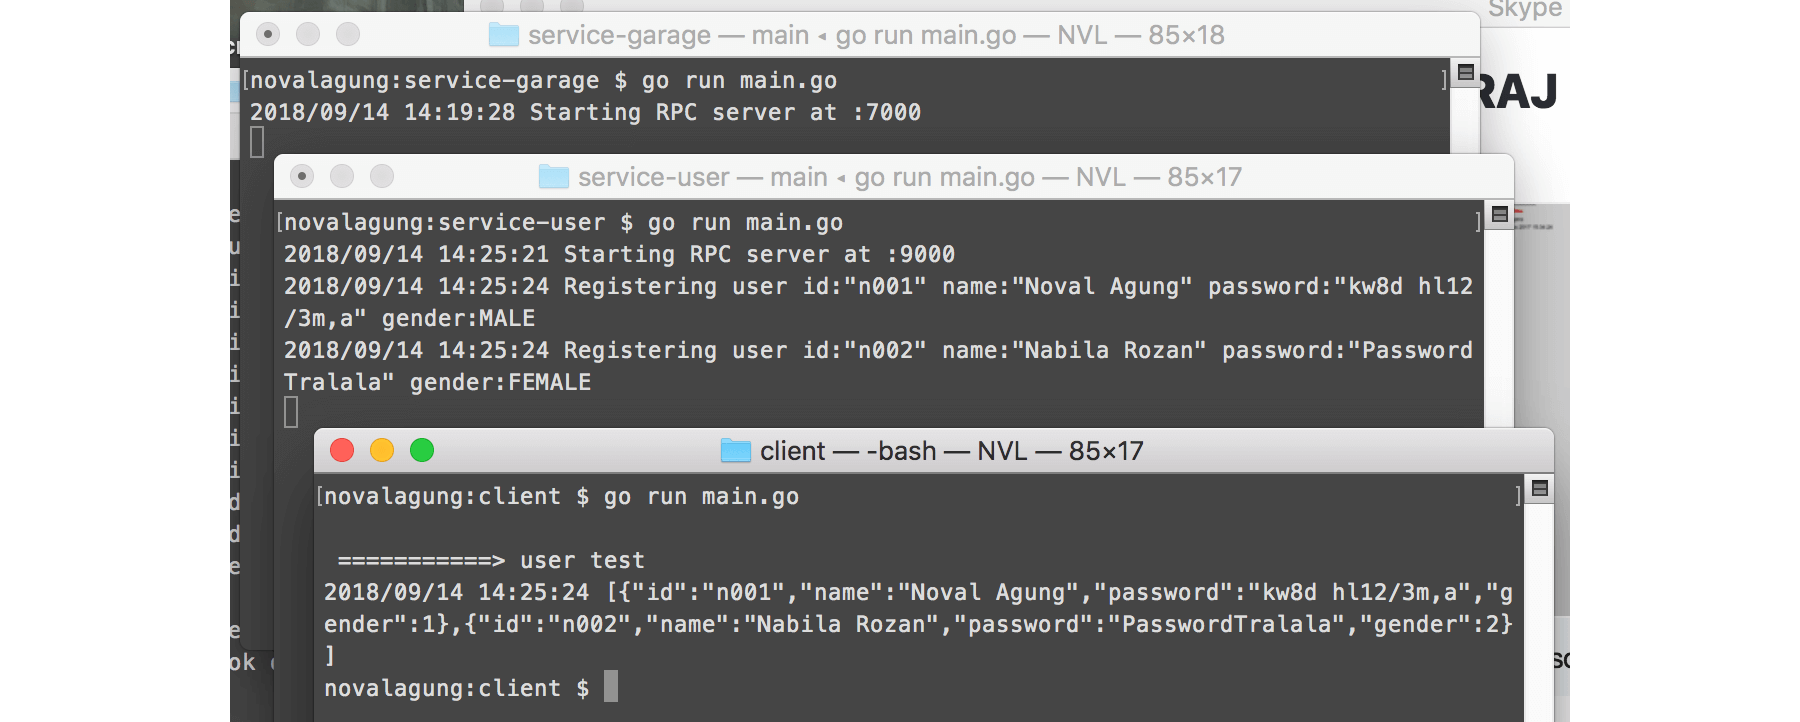 Skype
service-garage — main ◂ go run main.go — NVL — 85×18
[novalagung:service-garage $ go run main.go ]
RAJ
2018/09/14 14:19:28 Starting RPC server at :7000
service-user — main ◂ go run main.go — NVL — 85×17
[novalagung:service-user $ go run main.go ]
2018/09/14 14:25:21 Starting RPC server at :9000
2018/09/14 14:25:24 Registering user id:"n001" name:"Noval Agung" password:"kw8d hl12
/3m,a" gender:MALE
2018/09/14 14:25:24 Registering user id:"n002" name:"Nabila Rozan" password:"Password
Tralala" gender:FEMALE
client — -bash — NVL — 85×17
[novalagung:client $ go run main.go ]
===========> user test
2018/09/14 14:25:24 [{"id":"n001","name":"Noval Agung","password":"kw8d hl12/3m,a","g
ender":1},{"id":"n002","name":"Nabila Rozan","password":"PasswordTralala","gender":2}
]
ok
novalagung:client $